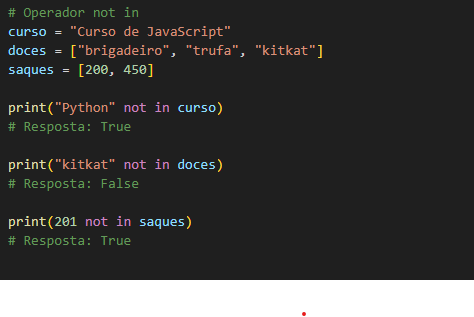 # Operador not in
curso = "Curso de JavaScript"
doces = ["brigadeiro", "trufa", "kitkat"]
saques = [200, 450]
print("Python" not in curso)
# Resposta: True
print("kitkat" not in doces)
# Resposta: False
print(201 not in saques)
# Resposta: True